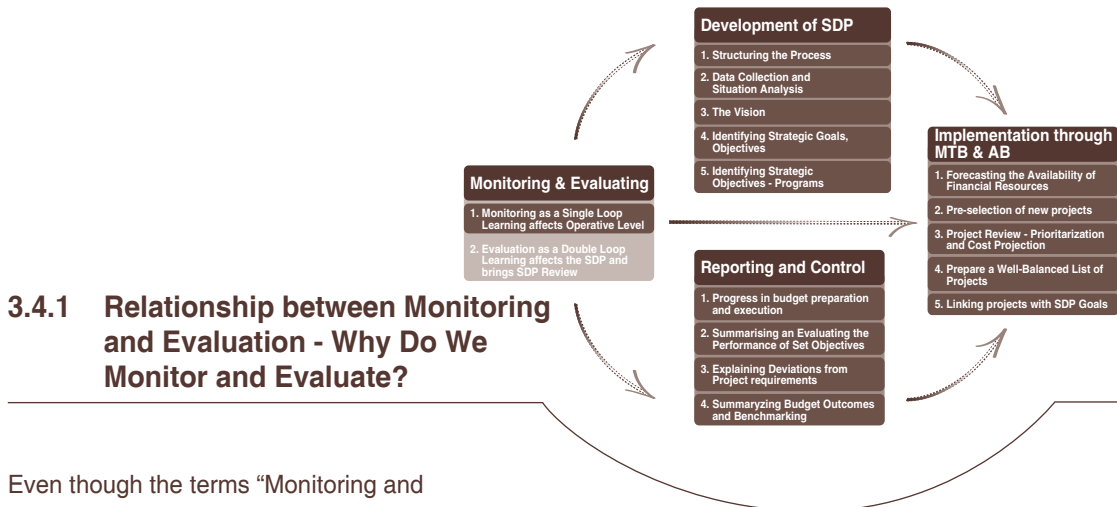 Development of SDP
1. Structuring the Process
2. Data Collection and
Situation Analysis
3. The Vision
4. Identifying Strategic Goals,
Objectives
5. Identifying Strategic
Objectives - Programs
Implementation through
MTB & AB
1. Forecasting the Availability of
Financial Resources
2. Pre-selection of new projects
3. Project Review - Prioritarization
and Cost Projection
4. Prepare a Well-Balanced List of
Projects
5. Linking projects with SDP Goals
Monitoring & Evaluating
1. Monitoring as a Single Loop
Learning affects Operative Level
2. Evaluation as a Double Loop
Learning affects the SDP and
brings SDP Review
Reporting and Control
1. Progress in budget preparation
and execution
2. Summarising an Evaluating the
Performance of Set Objectives
3. Explaining Deviations from
Project requirements
4. Summaryzing Budget Outcomes
and Benchmarking
3.4.1 Relationship between Monitoring
and Evaluation - Why Do We
Monitor and Evaluate?
Even though the terms “Monitoring and